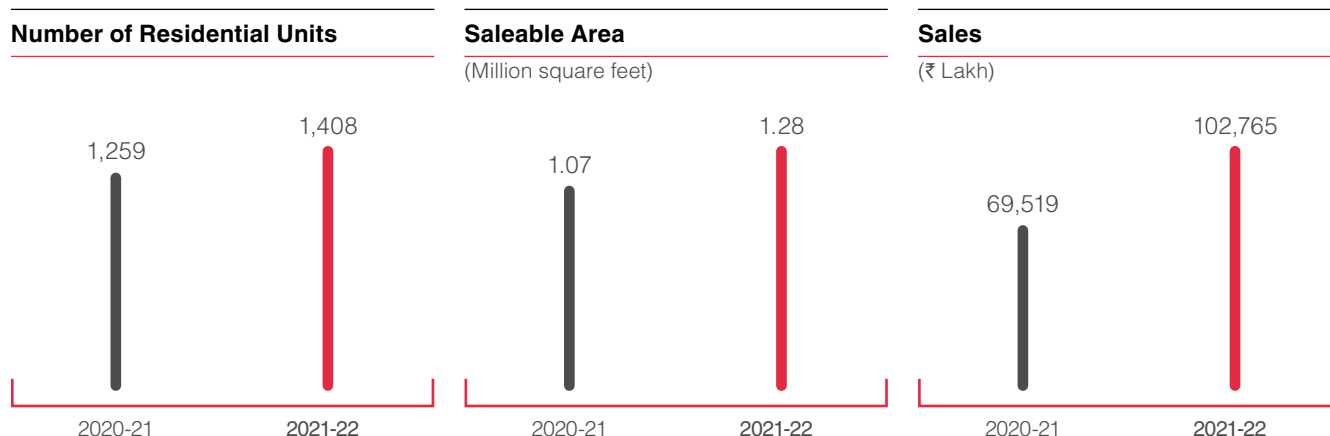 Number of Residential Units
1,259
1,408
2020-21
2021-22
Saleable Area
(Million square feet)
1.07
1.28
2020-21
2021-22
Sales
(₹ Lakh)
69,519
102,765
2020-21
2021-22